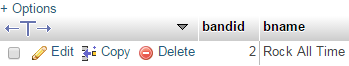 + Options
←T→ bandid bname
Edit Copy Delete 2 Rock All Time